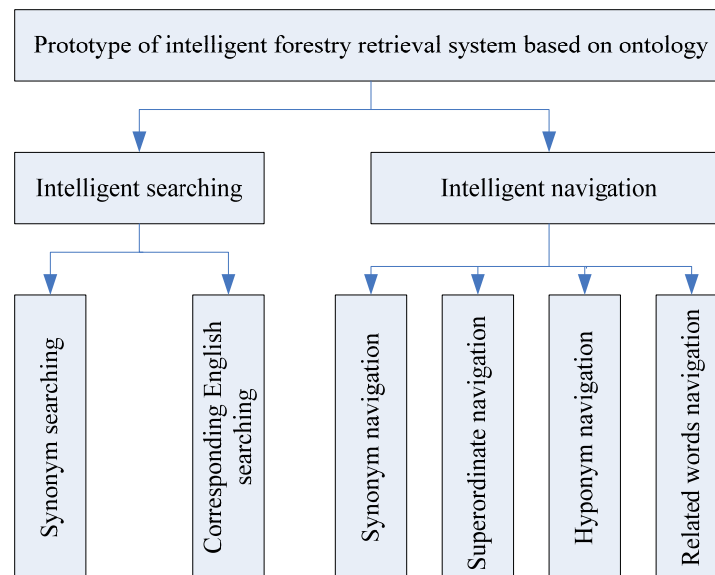 Prototype of intelligent forestry retrieval system based on ontology
Intelligent searching
Intelligent navigation
Synonym searching
Corresponding English
searching
Synonym navigation
Superordinate navigation
Hyponym navigation
Related words navigation